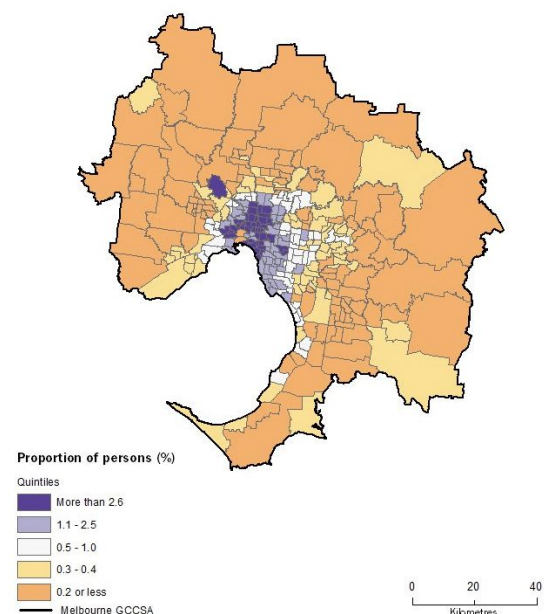 Proportion of persons (%)
Quintiles
More than 2.6
1.1 - 2.5
0.5 - 1.0
0.3 - 0.4
0.2 or less
Melbourne GCCSA
0 20 40
Kilometres